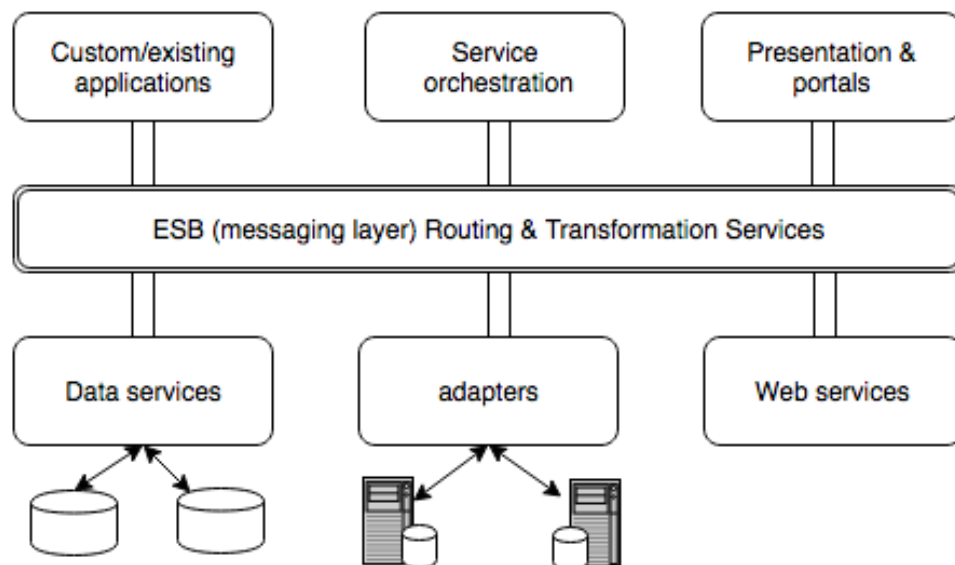 Custom/existing
applications
Service
orchestration
Presentation &
portals
ESB (messaging layer) Routing & Transformation Services
Data services
adapters
Web services